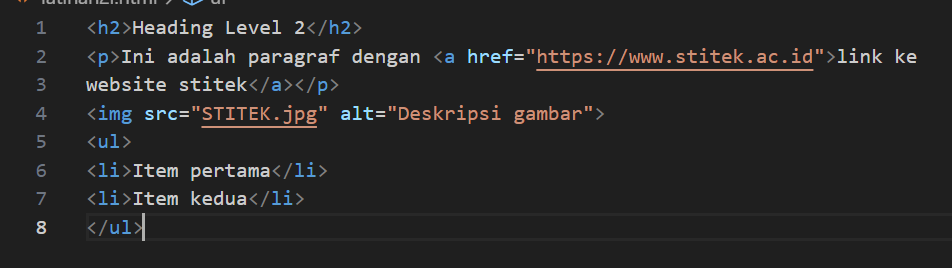 latihan2.html > ul
1 <h2>Heading Level 2</h2>
2 <p>Ini adalah paragraf dengan <a href="https://www.stitek.ac.id">link ke
3 website stitek</a></p>
4 <img src="STITEK.jpg" alt="Deskripsi gambar">
5 <ul>
6 <li>Item pertama</li>
7 <li>Item kedua</li>
8 </ul>